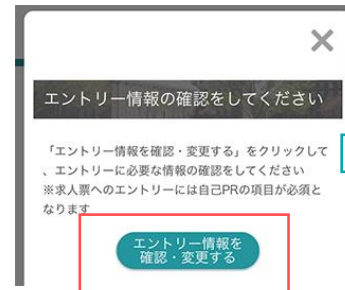 エントリー情報の確認をしてください
「エントリー情報を確認・変更する」をクリックして
、エントリーに必要な情報の確認をしてください
※求人票へのエントリーには自己PRの項目が必須と
なります
エントリー情報を
確認・変更する